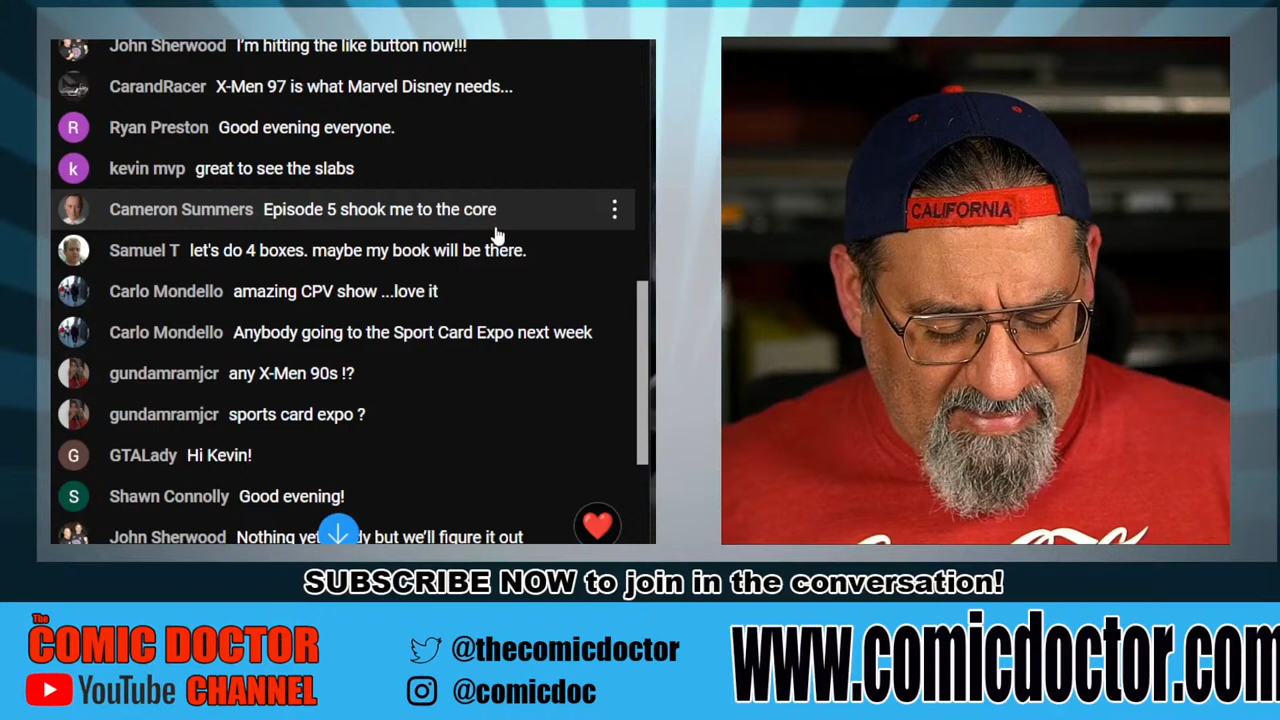 John Sherwood I'm hitting the like button now!!!
CarandRacer X-Men 97 is what Marvel Disney needs...
R Ryan Preston Good evening everyone.
k kevin mvp great to see the slabs
Cameron Summers Episode 5 shook me to the core
Samuel T let's do 4 boxes. maybe my book will be there.
Carlo Mondello amazing CPV show ...love it
Carlo Mondello Anybody going to the Sport Card Expo next week
gundamramjcr any X-Men 90s !?
gundamramjcr sports card expo ?
G GTALady Hi Kevin!
S Shawn Connolly Good evening!
John Sherwood Nothing but we'll figure it out
CALIFORNIA
SUBSCRIBE NOW to join in the conversation!
The
COMIC DOCTOR
YouTube CHANNEL
@thecomicdoctor
@comicdoc
www.comicdoctor.com